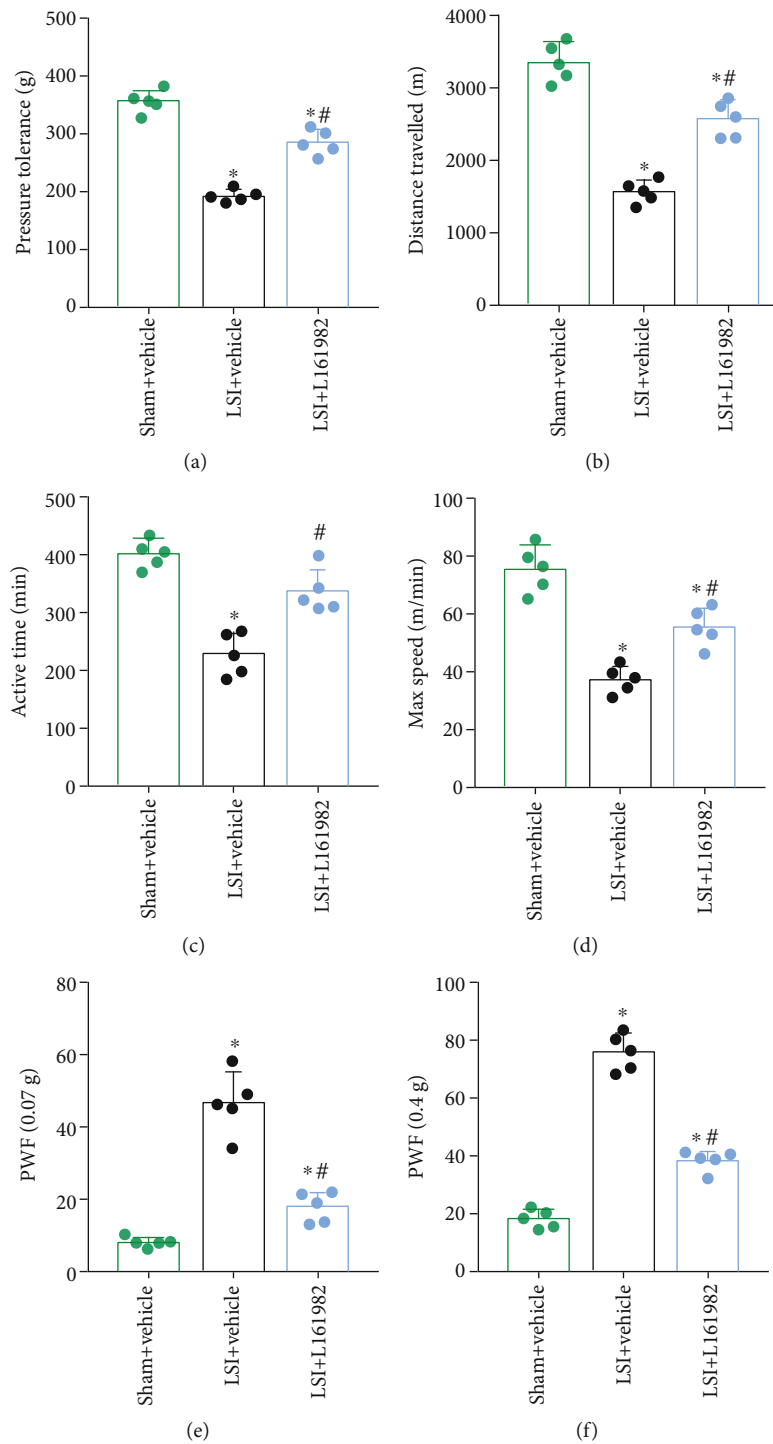 500
400
300
200
100
0
Pressure tolerance (g)
*
*#
Sham+vehicle
LSI+vehicle
LSI+L161982
(a)
4000
3000
2000
1000
0
Distance travelled (m)
*
*#
Sham+vehicle
LSI+vehicle
LSI+L161982
(b)
500
400
300
200
100
0
Active time (min)
*
#
Sham+vehicle
LSI+vehicle
LSI+L161982
(c)
100
80
60
40
20
0
Max speed (m/min)
*
*#
Sham+vehicle
LSI+vehicle
LSI+L161982
(d)
80
60
40
20
0
PWF (0.07 g)
*
*#
Sham+vehicle
LSI+vehicle
LSI+L161982
(e)
100
80
60
40
20
0
PWF (0.4 g)
*
*#
Sham+vehicle
LSI+vehicle
LSI+L161982
(f)